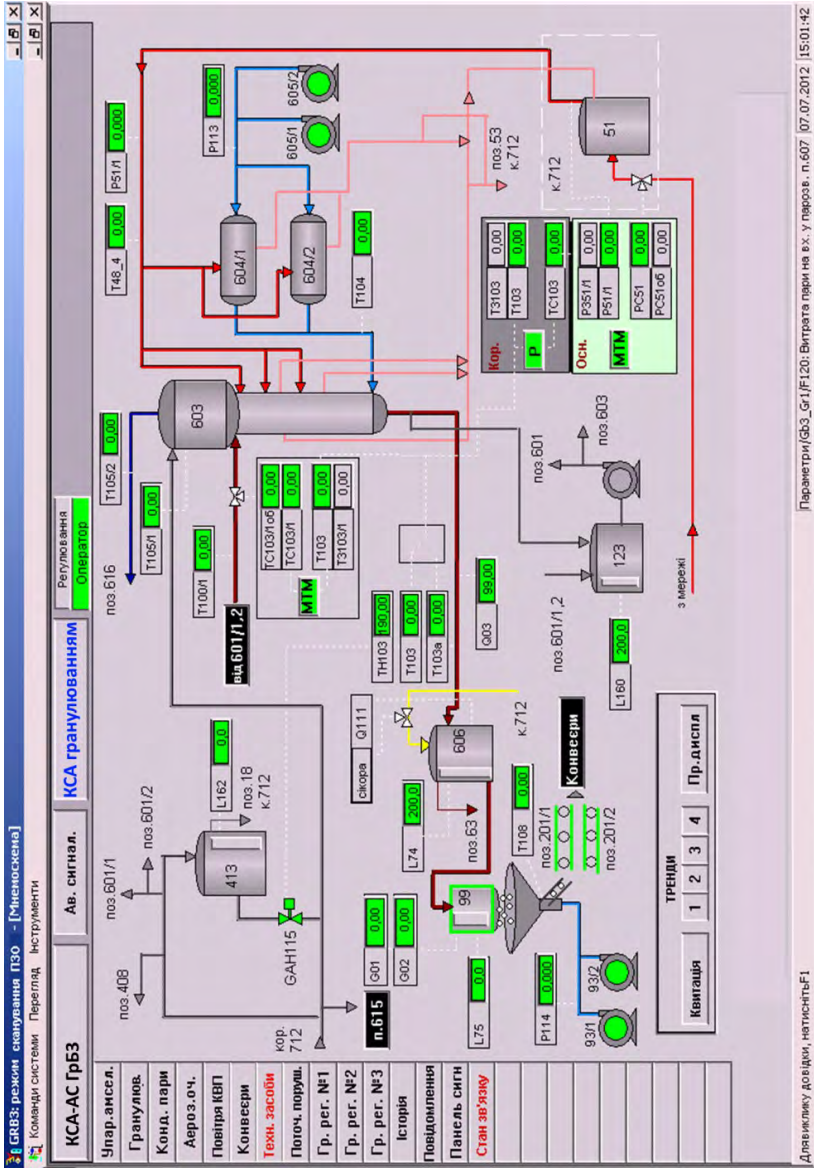 GRB3: режим сканування ПЗО - [Мнемосхема]
Команди системи Перегляд Інструменти
КСА-АС ГрБЗ
Ав. сигнал.
КСА гранулюванням
Регулювання
Оператор
Упар.амсел.
Гранулюв.
Конд. пари
Аероз.оч.
Повітря КВП
Конвеєри
Техн. засоби
Поточ. поруш.
Гр. рег. №1
Гр. рег. №2
Гр. рег. №3
Історія
Повідомлення
Панель сигн
Стан зв'язку
поз.601/1
поз.601/2
поз.408
413
L162
0,0
поз.18
к.712
GAH115
кор.
712
п.615
поз.616
T105/2
0,00
T105/1
0,00
T100/1
0,00
від 601/1,2
603
TC103/1об
0,00
TC103/1
0,00
МТМ
T103
0,00
T3103/1
0,00
T48_4
0,00
P51/1
0,000
P113
0,000
604/1
604/2
605/1
605/2
T104
0,00
поз.53
к.712
G01
0,00
G02
0,00
L75
0,0
99
сікора
Q111
L74
200,0
поз.63
606
к.712
TH103
190,00
T103
0,00
T103a
0,00
Q03
99,00
Кор.
P
T3103
0,00
T103
0,00
TC103
0,00
Осн.
МТМ
P351/1
0,00
P51/1
0,00
PC51
0,00
PC51об
0,00
к.712
51
P114
0,000
93/1
93/2
T108
0,00
поз.201/1
поз.201/2
Конвеєри
поз.601/1,2
L160
200,0
123
поз.601
поз.603
з мережі
Квитація
ТРЕНДИ
1 2 3 4
Пр.диспл
Длявиклику довідки, натиснітьF1
Параметри/Gb3_Gr1/F120: Витрата пари на вх. у парозв. п.607 07.07.2012 15:01:42